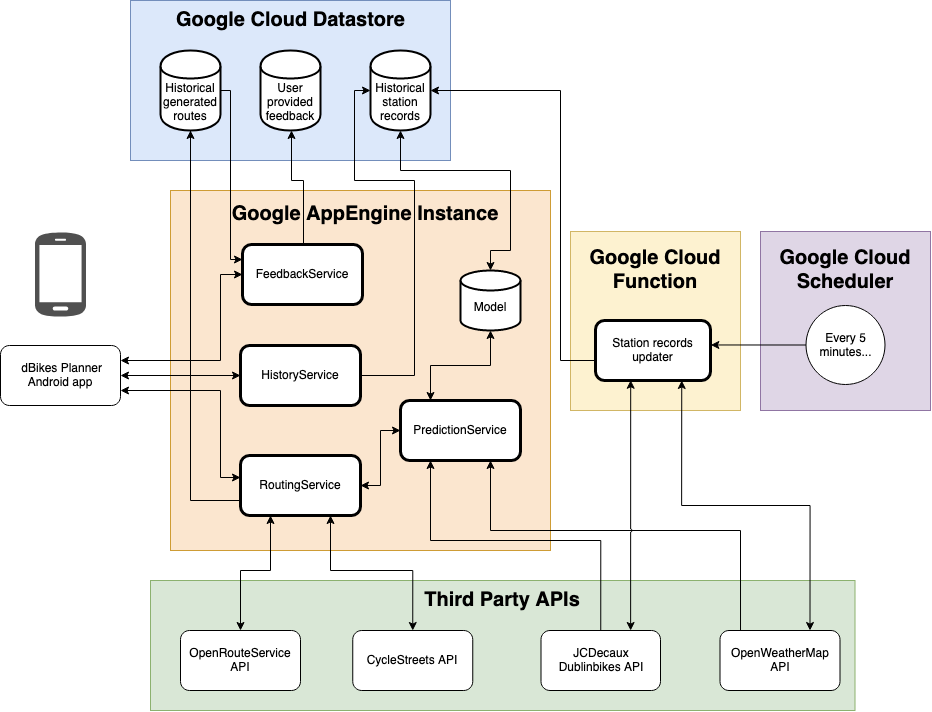 Google Cloud Datastore
Historical
generated
routes
User
provided
feedback
Historical
station
records
Google AppEngine Instance
FeedbackService
Model
HistoryService
PredictionService
RoutingService
dBikes Planner
Android app
Google Cloud
Function
Station records
updater
Google Cloud
Scheduler
Every 5
minutes...
Third Party APIs
OpenRouteService
API
CycleStreets API
JCDecaux
Dublinbikes API
OpenWeatherMap
API